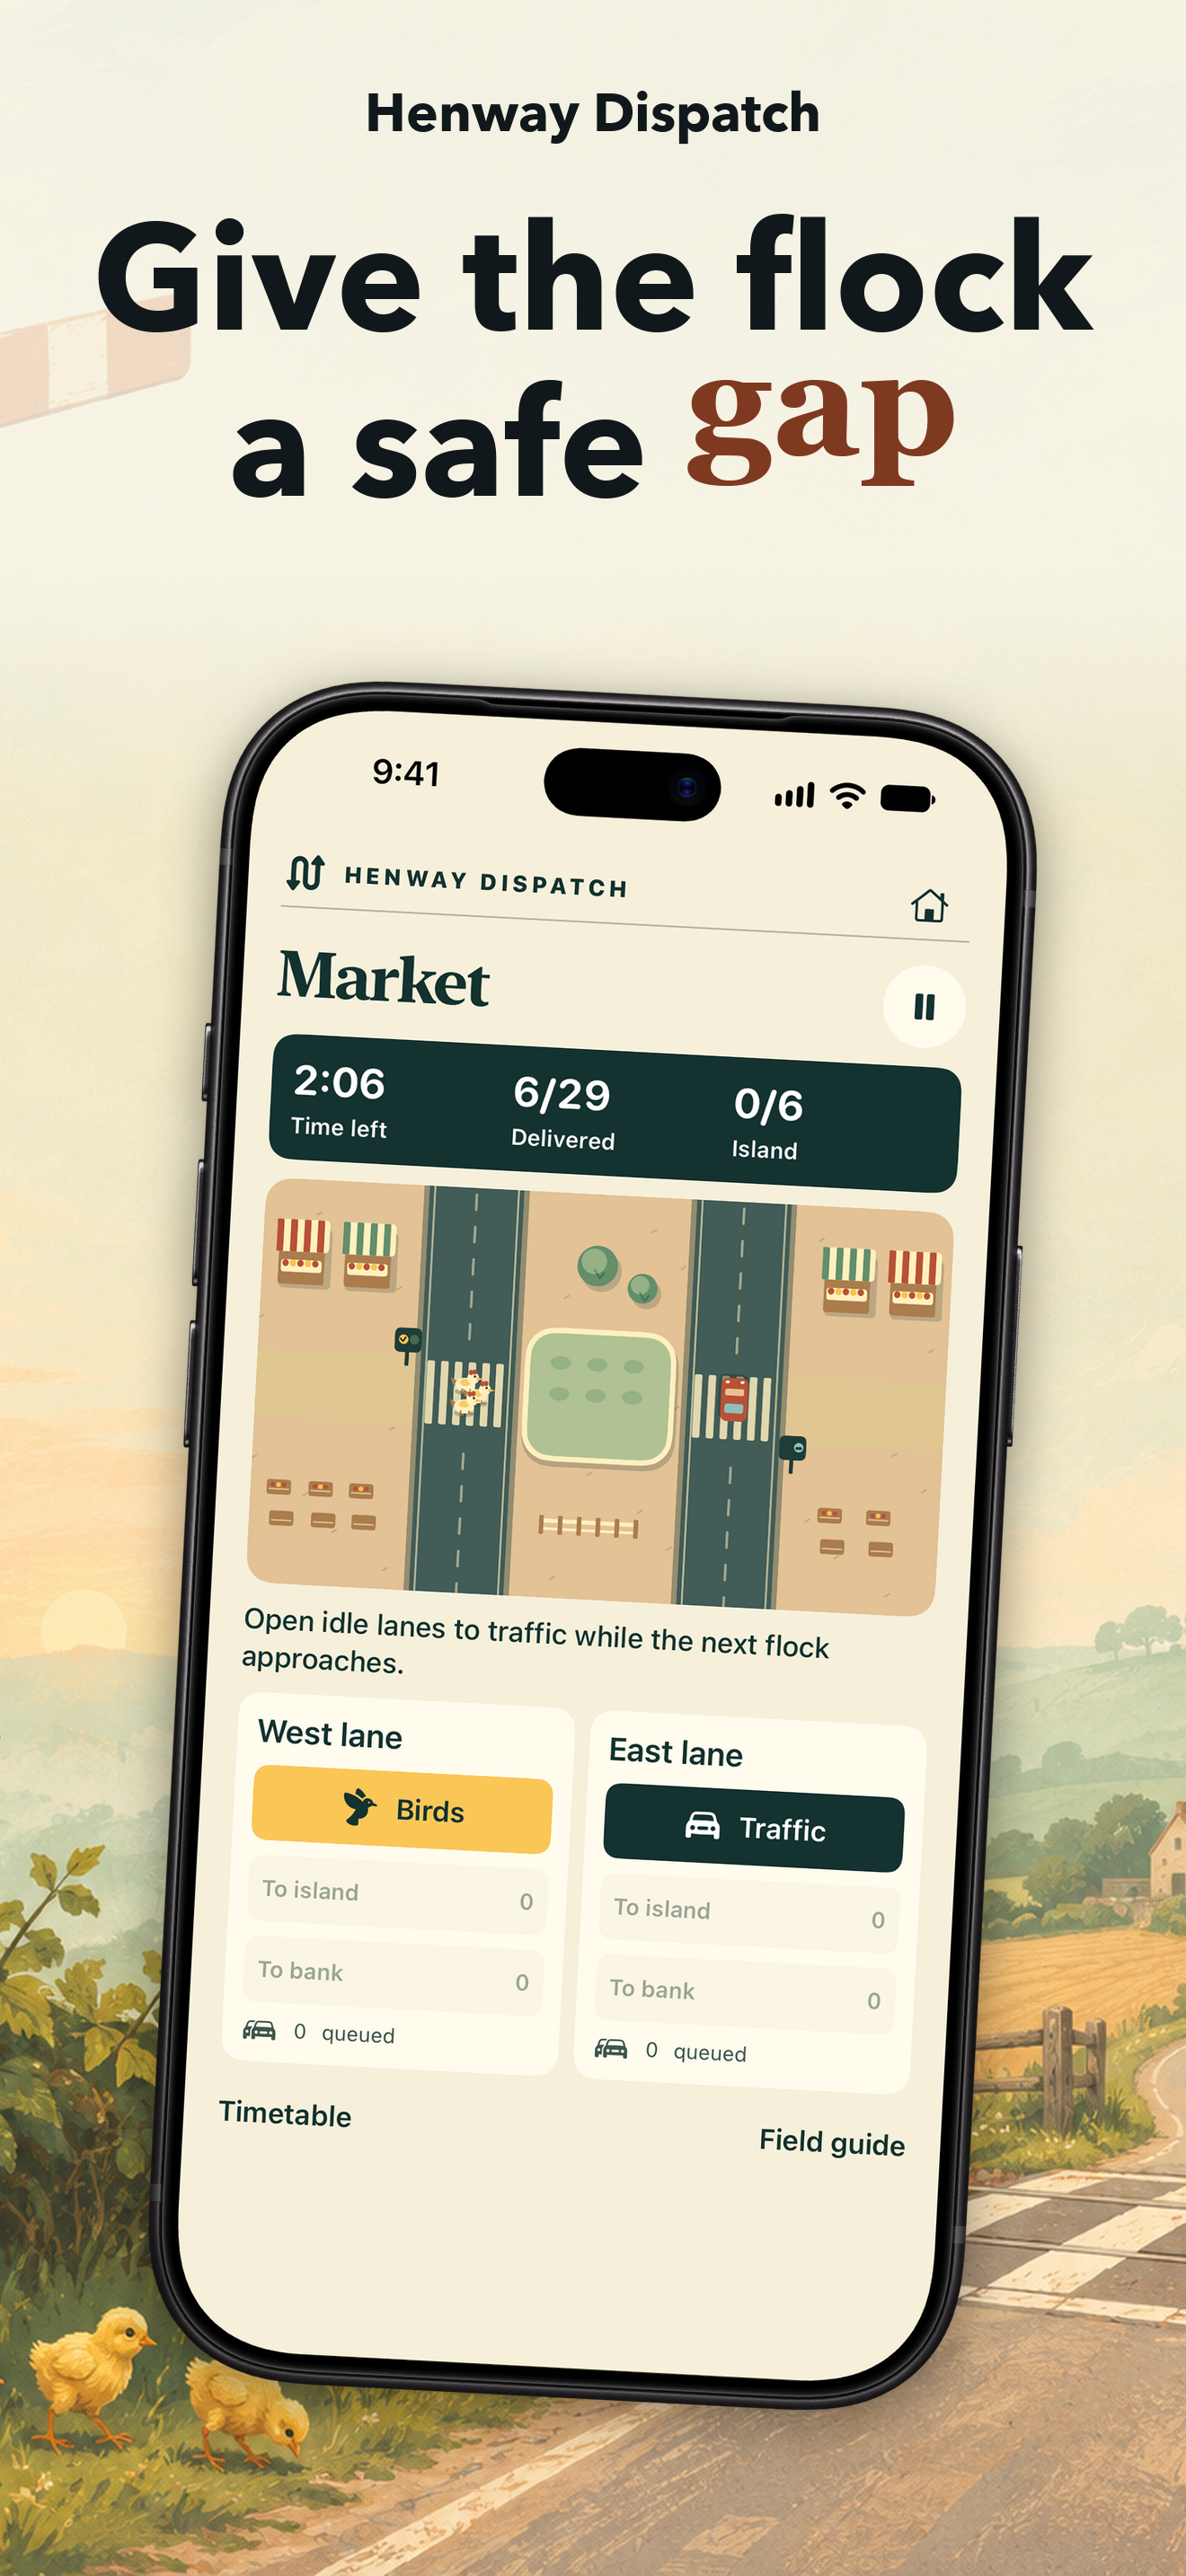 Henway Dispatch
Give the flock
a safe gap
9:41
HENWAY DISPATCH
Market
2:06
Time left
6/29
Delivered
0/6
Island
Open idle lanes to traffic while the next flock
approaches.
West lane
Birds
To island 0
To bank 0
0 queued
East lane
Traffic
To island 0
To bank 0
0 queued
Timetable
Field guide